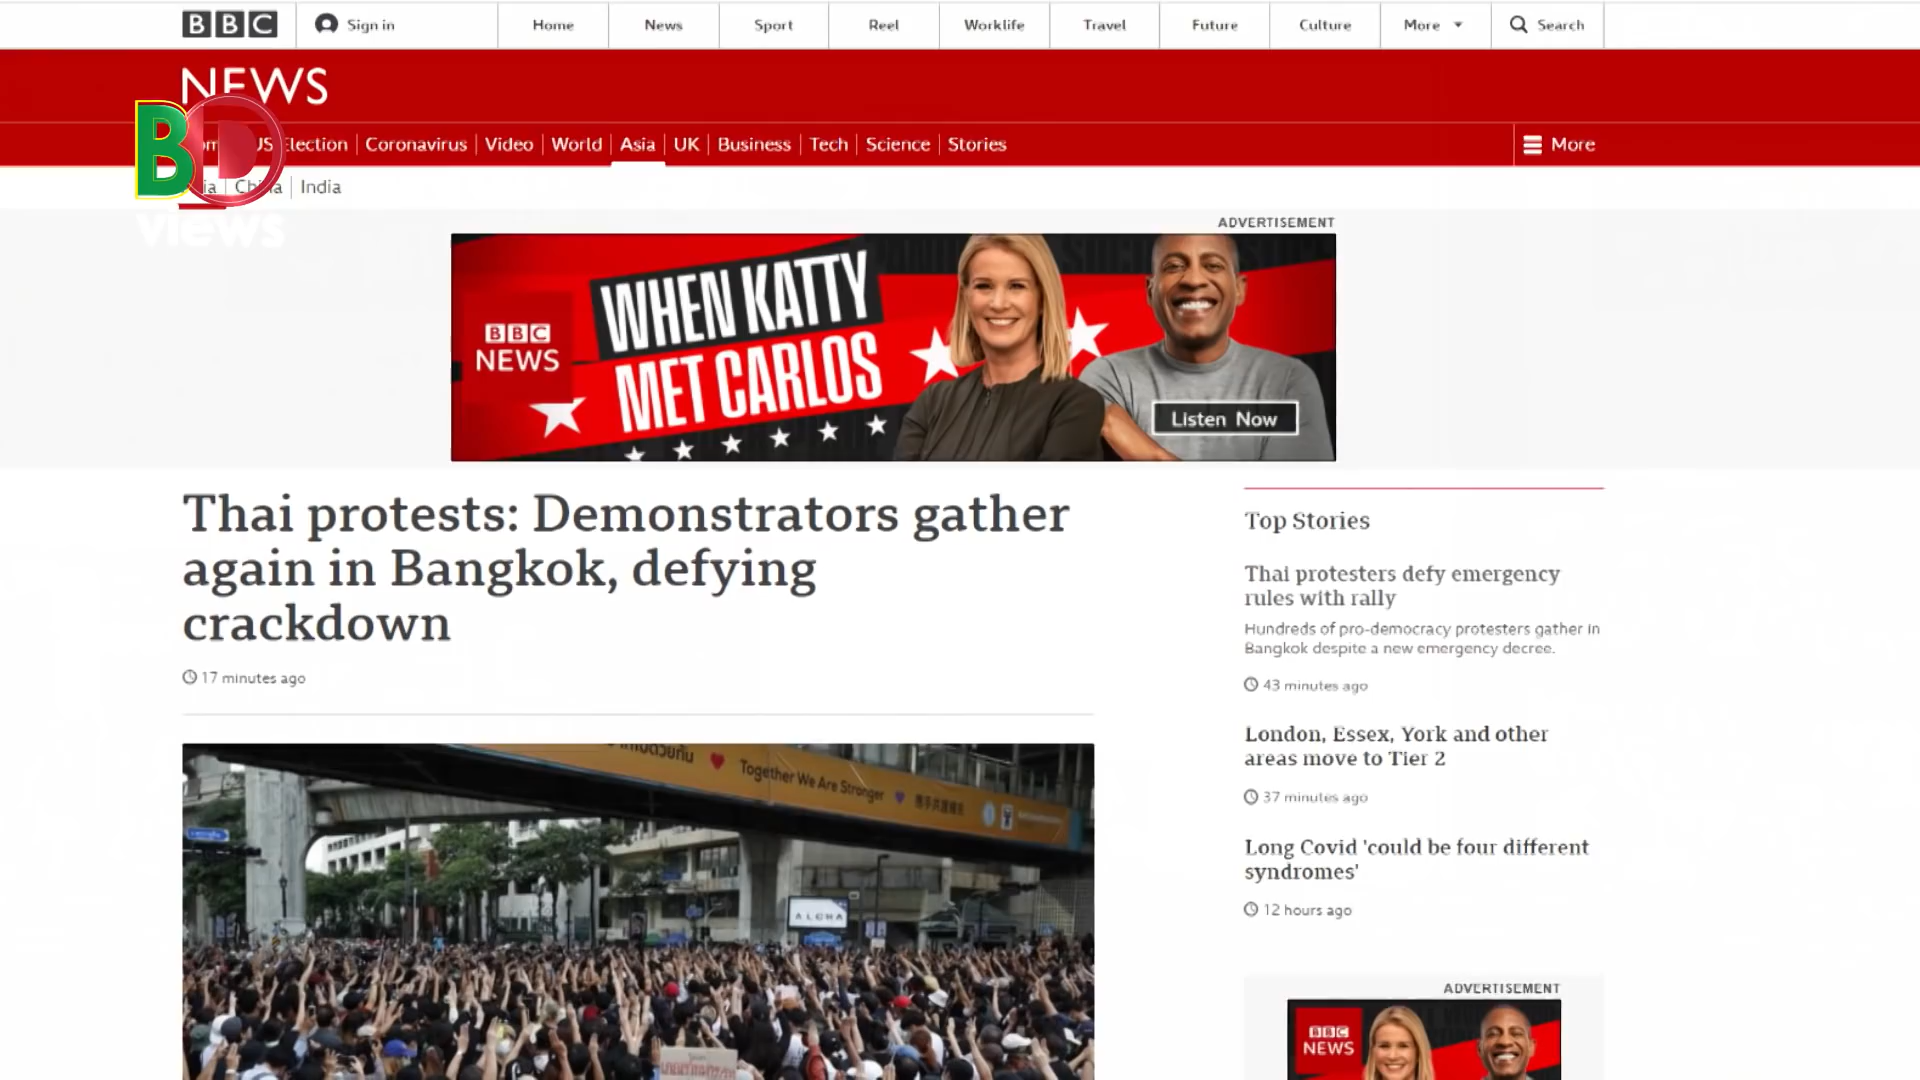 BBC
Sign in
Home
News
Sport
Reel
Worklife
Travel
Future
Culture
More
Search
NEWS
US Election
Coronavirus
Video
World
Asia
UK
Business
Tech
Science
Stories
More
China
India
BD
views
ADVERTISEMENT
BBC
NEWS
WHEN KATTY
MET CARLOS
Listen Now
Thai protests: Demonstrators gather
again in Bangkok, defying
crackdown
17 minutes ago
Together We Are Stronger
ALOHA
Top Stories
Thai protesters defy emergency
rules with rally
Hundreds of pro-democracy protesters gather in
Bangkok despite a new emergency decree.
43 minutes ago
London, Essex, York and other
areas move to Tier 2
37 minutes ago
Long Covid 'could be four different
syndromes'
12 hours ago
ADVERTISEMENT
BBC
NEWS